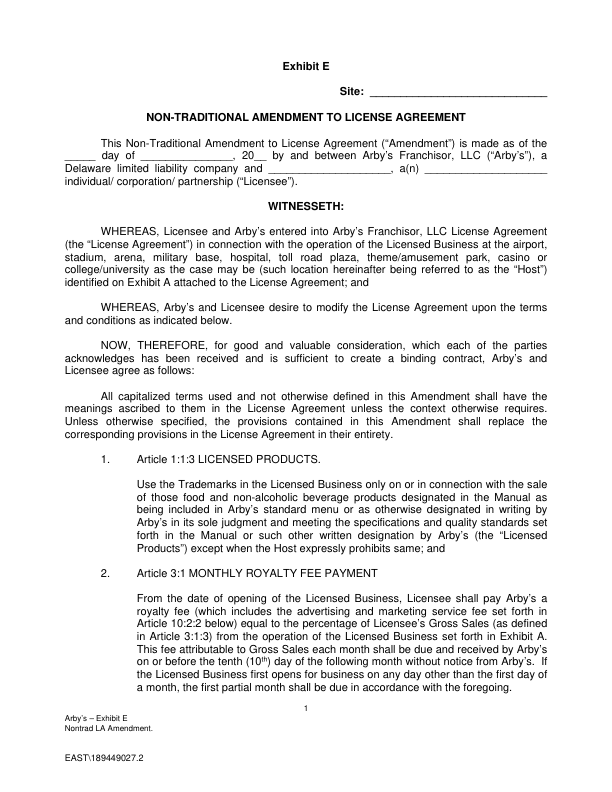 Exhibit E
Site: _____________________________
NON-TRADITIONAL AMENDMENT TO LICENSE AGREEMENT
This Non-Traditional Amendment to License Agreement (“Amendment”) is made as of the
_____ day of _______________, 20__ by and between Arby’s Franchisor, LLC (“Arby’s”), a
Delaware limited liability company and ____________________, a(n) ____________________
individual/ corporation/ partnership (“Licensee”).
WITNESSETH:
WHEREAS, Licensee and Arby’s entered into Arby’s Franchisor, LLC License Agreement
(the “License Agreement”) in connection with the operation of the Licensed Business at the airport,
stadium, arena, military base, hospital, toll road plaza, theme/amusement park, casino or
college/university as the case may be (such location hereinafter being referred to as the “Host”)
identified on Exhibit A attached to the License Agreement; and
WHEREAS, Arby’s and Licensee desire to modify the License Agreement upon the terms
and conditions as indicated below.
NOW, THEREFORE, for good and valuable consideration, which each of the parties
acknowledges has been received and is sufficient to create a binding contract, Arby’s and
Licensee agree as follows:
All capitalized terms used and not otherwise defined in this Amendment shall have the
meanings ascribed to them in the License Agreement unless the context otherwise requires.
Unless otherwise specified, the provisions contained in this Amendment shall replace the
corresponding provisions in the License Agreement in their entirety.
1. Article 1:1:3 LICENSED PRODUCTS.
Use the Trademarks in the Licensed Business only on or in connection with the sale
of those food and non-alcoholic beverage products designated in the Manual as
being included in Arby’s standard menu or as otherwise designated in writing by
Arby’s in its sole judgment and meeting the specifications and quality standards set
forth in the Manual or such other written designation by Arby’s (the “Licensed
Products”) except when the Host expressly prohibits same; and
2. Article 3:1 MONTHLY ROYALTY FEE PAYMENT
From the date of opening of the Licensed Business, Licensee shall pay Arby’s a
royalty fee (which includes the advertising and marketing service fee set forth in
Article 10:2:2 below) equal to the percentage of Licensee’s Gross Sales (as defined
in Article 3:1:3) from the operation of the Licensed Business set forth in Exhibit A.
This fee attributable to Gross Sales each month shall be due and received by Arby’s
on or before the tenth (10th) day of the following month without notice from Arby’s. If
the Licensed Business first opens for business on any day other than the first day of
a month, the first partial month shall be due in accordance with the foregoing.
1
Arby’s – Exhibit E
Nontrad LA Amendment.
EAST\189449027.2